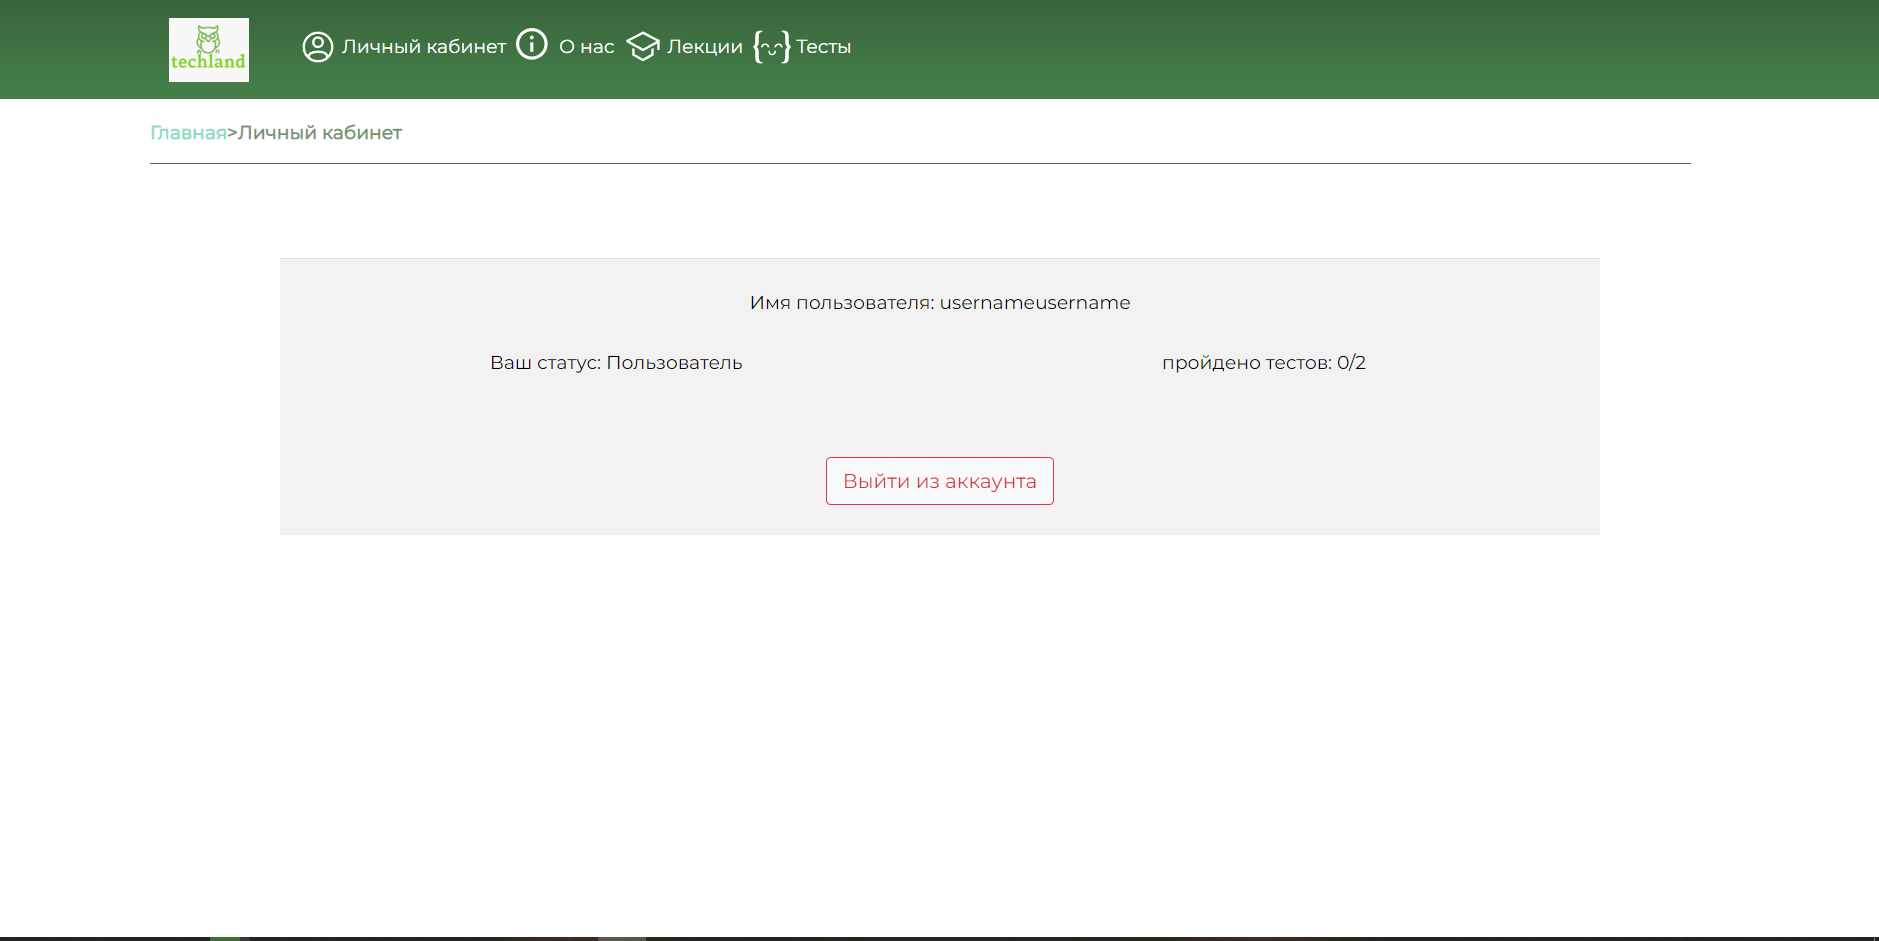 techland
Личный кабинет О нас Лекции Тесты
Главная>Личный кабинет
Имя пользователя: usernameusername
Ваш статус: Пользователь пройдено тестов: 0/2
Выйти из аккаунта